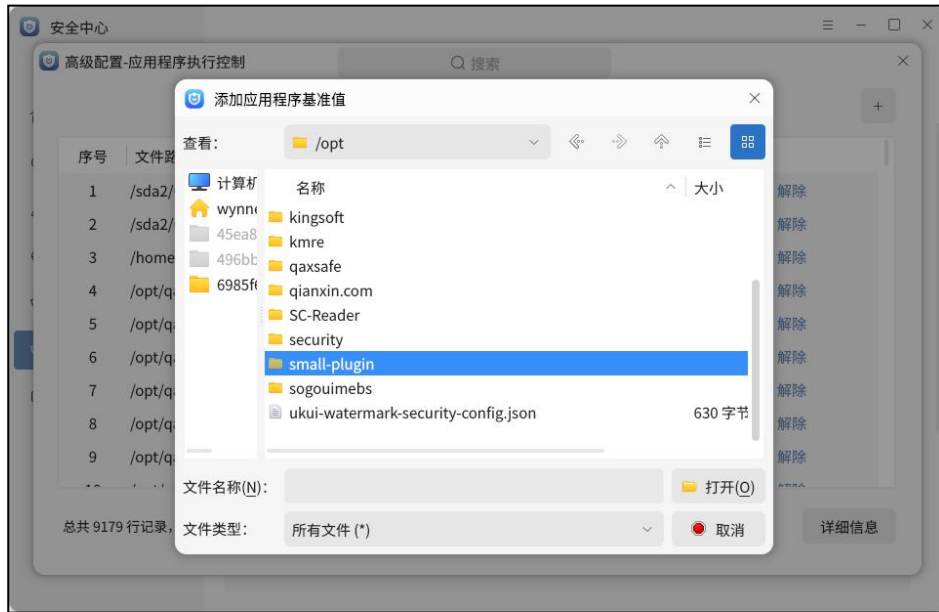 安全中心
高级配置-应用程序执行控制
搜索
添加应用程序基准值
查看:
/opt
序号 文件路
1 /sda2/ 解除
2 /sda2/ 解除
3 /home 解除
4 /opt/q 解除
5 /opt/q 解除
6 /opt/q 解除
7 /opt/q 解除
8 /opt/q 解除
9 /opt/q 解除
计算机
wynne
45ea8
496bb
6985f6
名称 大小
kingsoft
kmre
qaxsafe
qianxin.com
SC-Reader
security
small-plugin
sogouimebs
ukui-watermark-security-config.json 630 字节
文件名称(N):
打开(O)
文件类型:
所有文件 (*)
取消
总共 9179 行记录,
详细信息